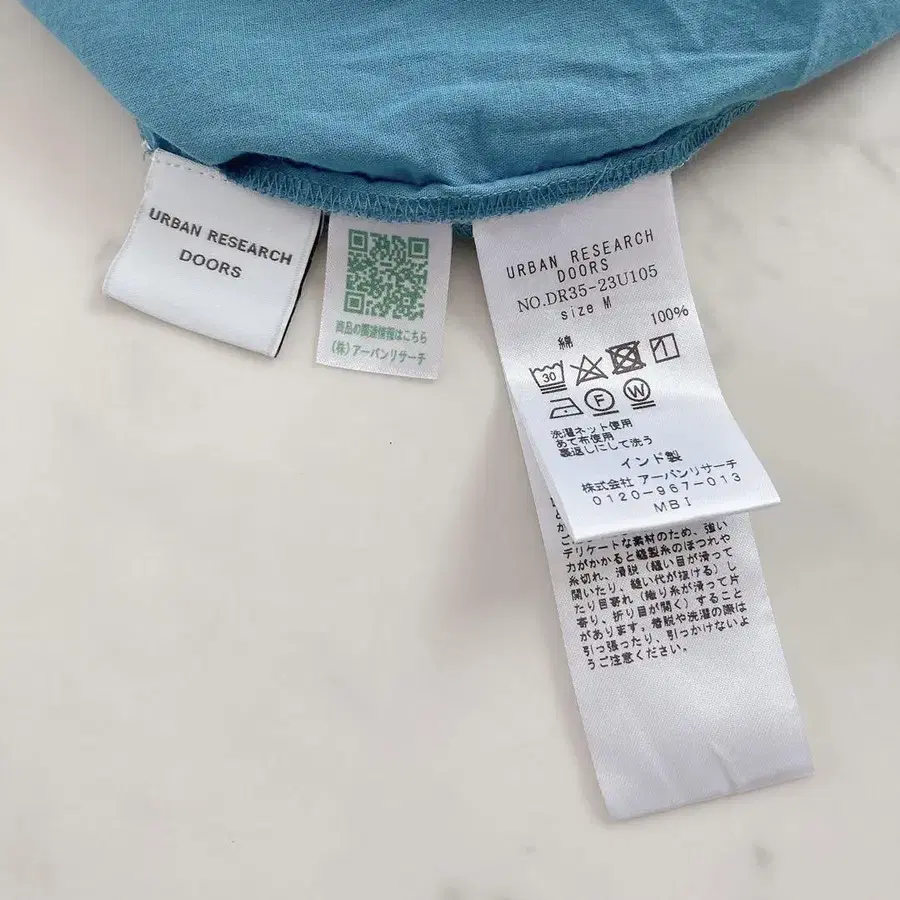 URBAN RESEARCH
DOORS
商品の関連情報はこちら
(株)アーバンリサーチ
URBAN RESEARCH
DOORS
NO.DR35-23U105
size M
綿 100%
30
1
F
W
洗濯ネット使用
あて布使用
裏返しにして洗う
インド製
株式会社 アーバンリサーチ
0120-967-013
MBI
デリケートな素材のため、強い
力がかかると縫製糸のほつれや
糸切れ、滑脱(縫い目が滑って
開いたり、縫い代が抜ける)し
たり目寄れ(織り糸が滑って片
寄り、折り目が開く)すること
があります。着脱や洗濯の際は
引っ張ったり、引っかけないよ
うご注意ください。